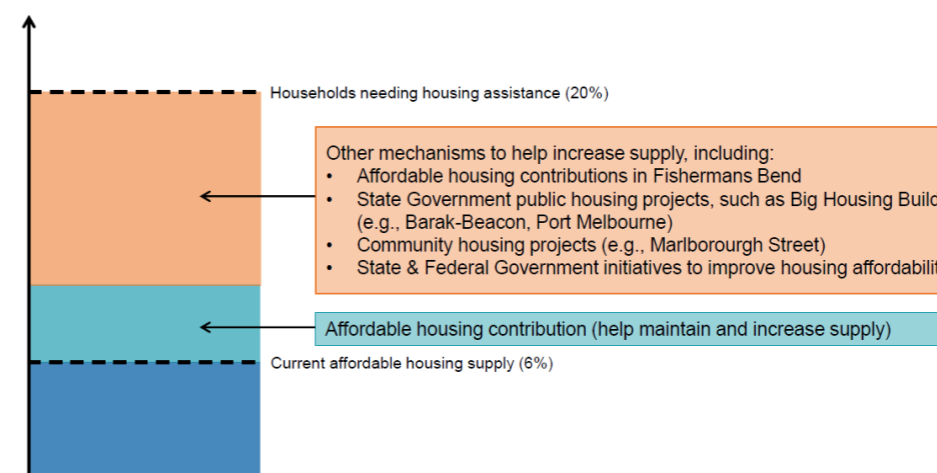 Households needing housing assistance (20%)
Other mechanisms to help increase supply, including:
• Affordable housing contributions in Fishermans Bend
• State Government public housing projects, such as Big Housing Build
(e.g., Barak-Beacon, Port Melbourne)
• Community housing projects (e.g., Marlborourgh Street)
• State & Federal Government initiatives to improve housing
Affordable housing contribution (help maintain and increase supply)
Current affordable housing supply (6%)